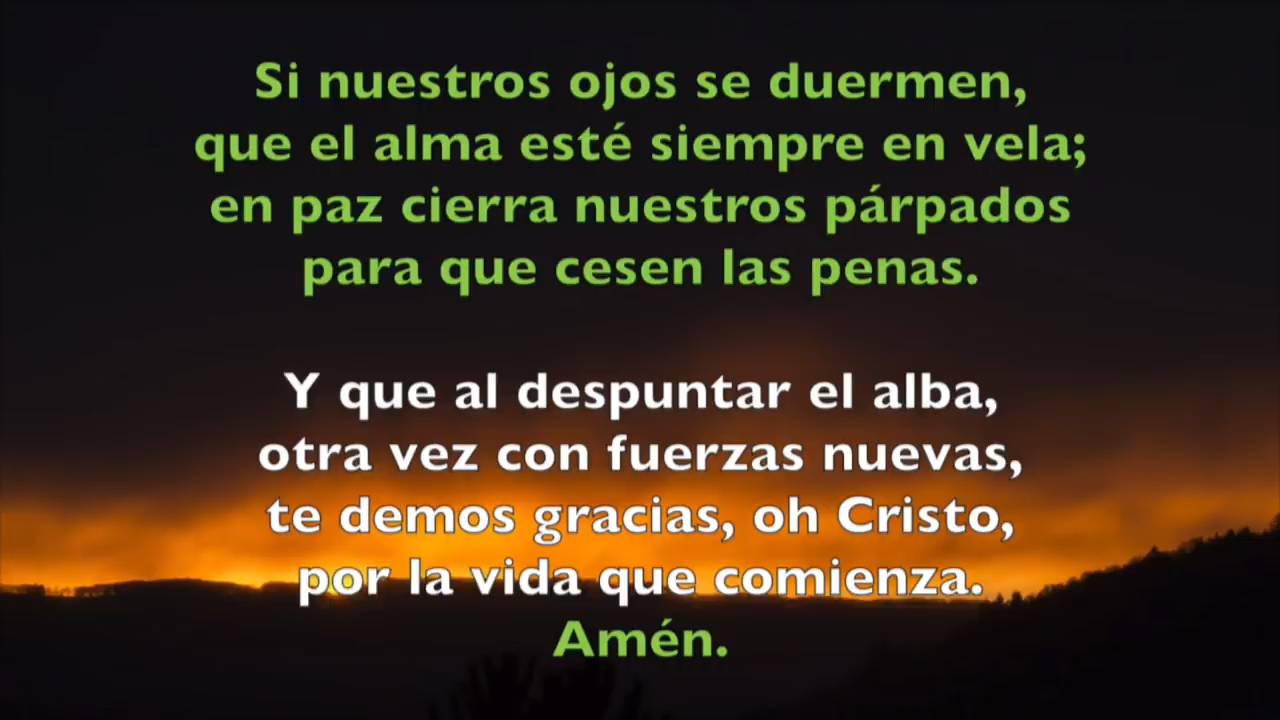 Si nuestros ojos se duermen,
que el alma esté siempre en vela;
en paz cierra nuestros párpados
para que cesen las penas.
Y que al despuntar el alba,
otra vez con fuerzas nuevas,
te demos gracias, oh Cristo,
por la vida que comienza.
Amén.